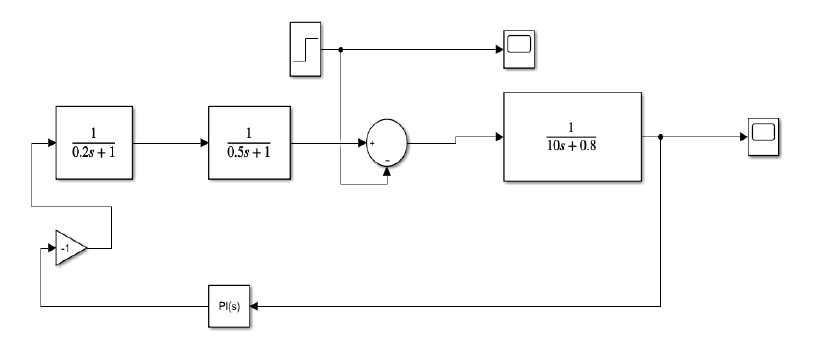 1
0.2s + 1
1
0.5s + 1
+
−
1
10s + 0.8
-1
PI(s)